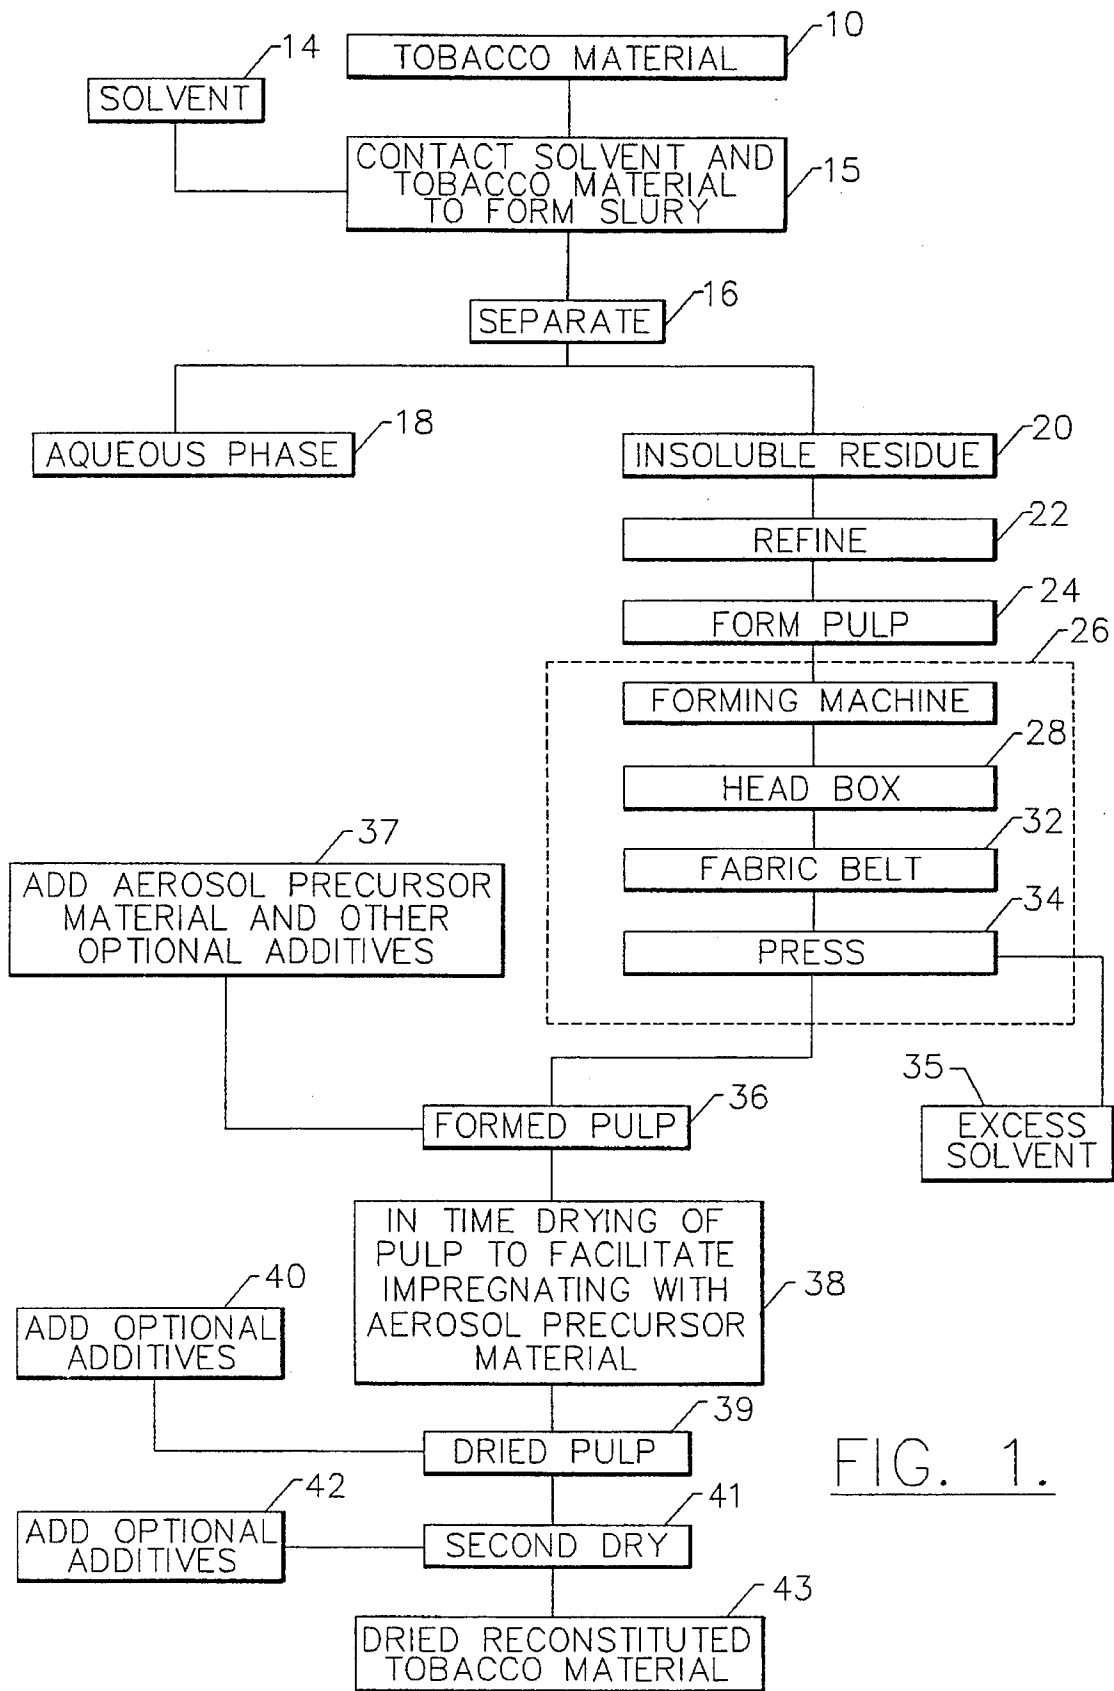 10
TOBACCO MATERIAL
14
SOLVENT
CONTACT SOLVENT AND
TOBACCO MATERIAL
TO FORM SLURY
15
16
SEPARATE
18
AQUEOUS PHASE
20
INSOLUBLE RESIDUE
22
REFINE
24
FORM PULP
26
FORMING MACHINE
28
HEAD BOX
32
FABRIC BELT
34
PRESS
37
ADD AEROSOL PRECURSOR
MATERIAL AND OTHER
OPTIONAL ADDITIVES
35
EXCESS
SOLVENT
36
FORMED PULP
IN TIME DRYING OF
PULP TO FACILITATE
IMPREGNATING WITH
AEROSOL PRECURSOR
MATERIAL
38
40
ADD OPTIONAL
ADDITIVES
39
DRIED PULP
42
ADD OPTIONAL
ADDITIVES
41
SECOND DRY
43
DRIED RECONSTITUTED
TOBACCO MATERIAL
FIG. 1.